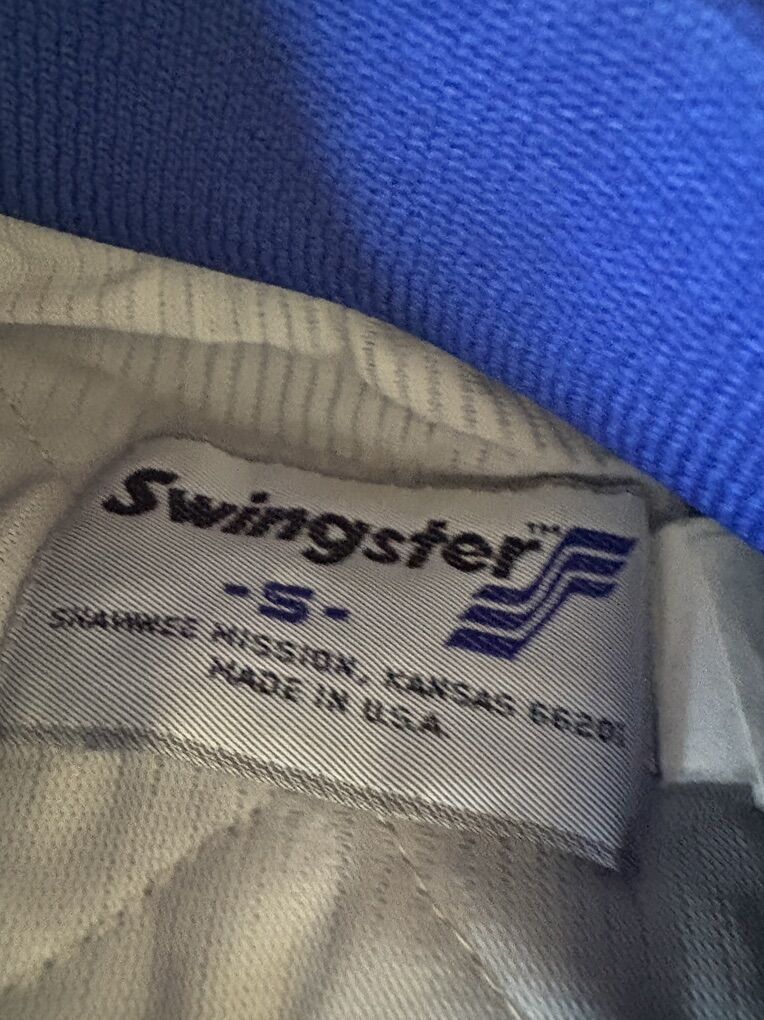 Swingster™
-S-
SHAWNEE MISSION, KANSAS 66201
MADE IN U.S.A.